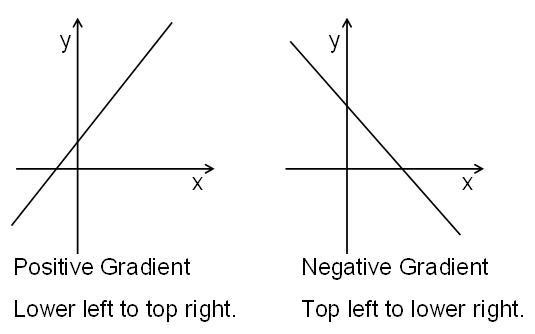 y
x
Positive Gradient
Lower left to top right.
y
x
Negative Gradient
Top left to lower right.